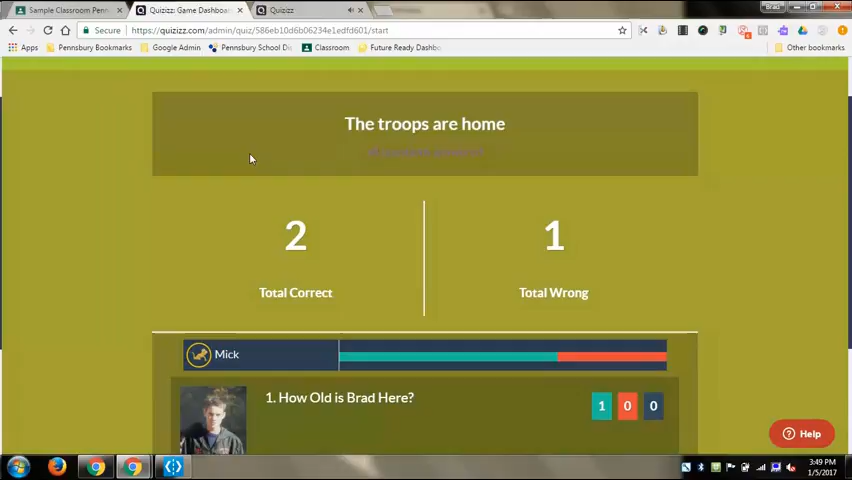 Sample Classroom Penn
Quizizz: Game Dashboa
Quizizz
Brad
Secure https://quizizz.com/admin/quiz/586eb10d6b06234e1edfd601/start
Apps Pennsbury Bookmarks Google Admin Pennsbury School Di Classroom Future Ready Dashbo Other bookmarks
The troops are home
2
1
Total Correct
Total Wrong
Mick
1. How Old is Brad Here?
1 0 0
Help
3:49 PM
1/5/2017